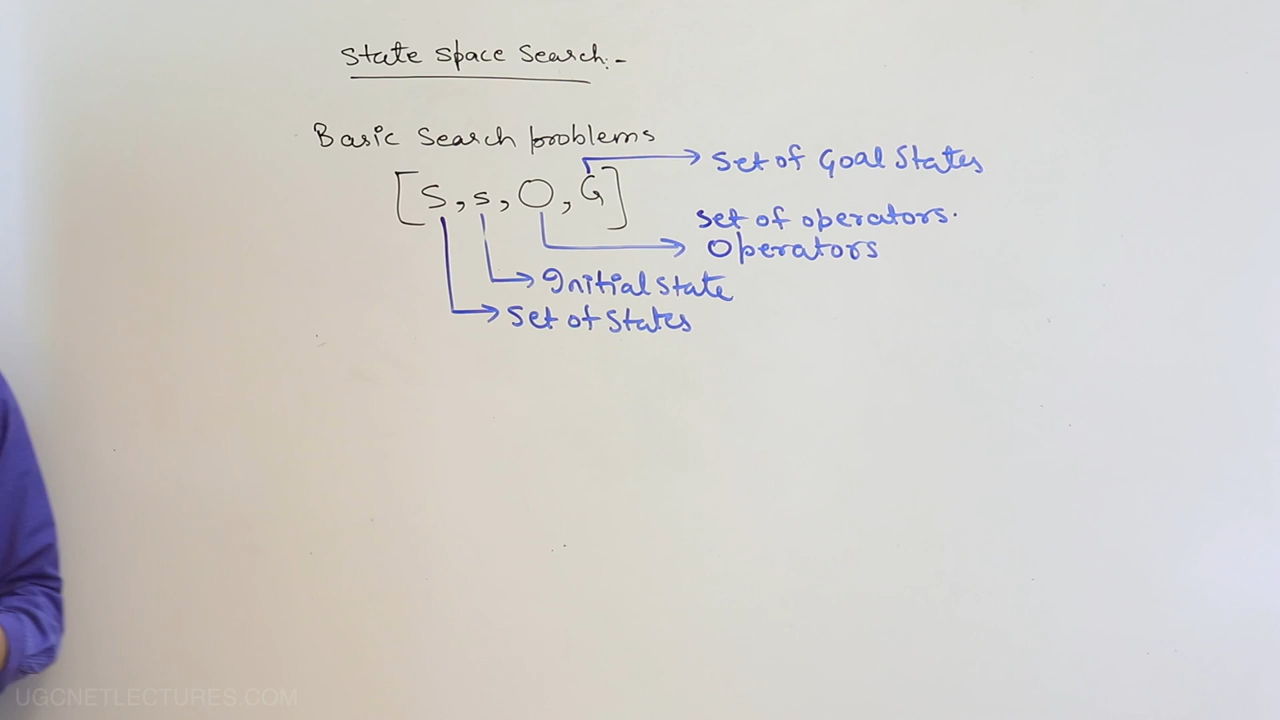 State Space Search:-
Basic Search problems
[S, s, O, G]
Set of Goal States
set of operators.
Operators
Initial state
Set of States
UGCNETLECTURES.COM